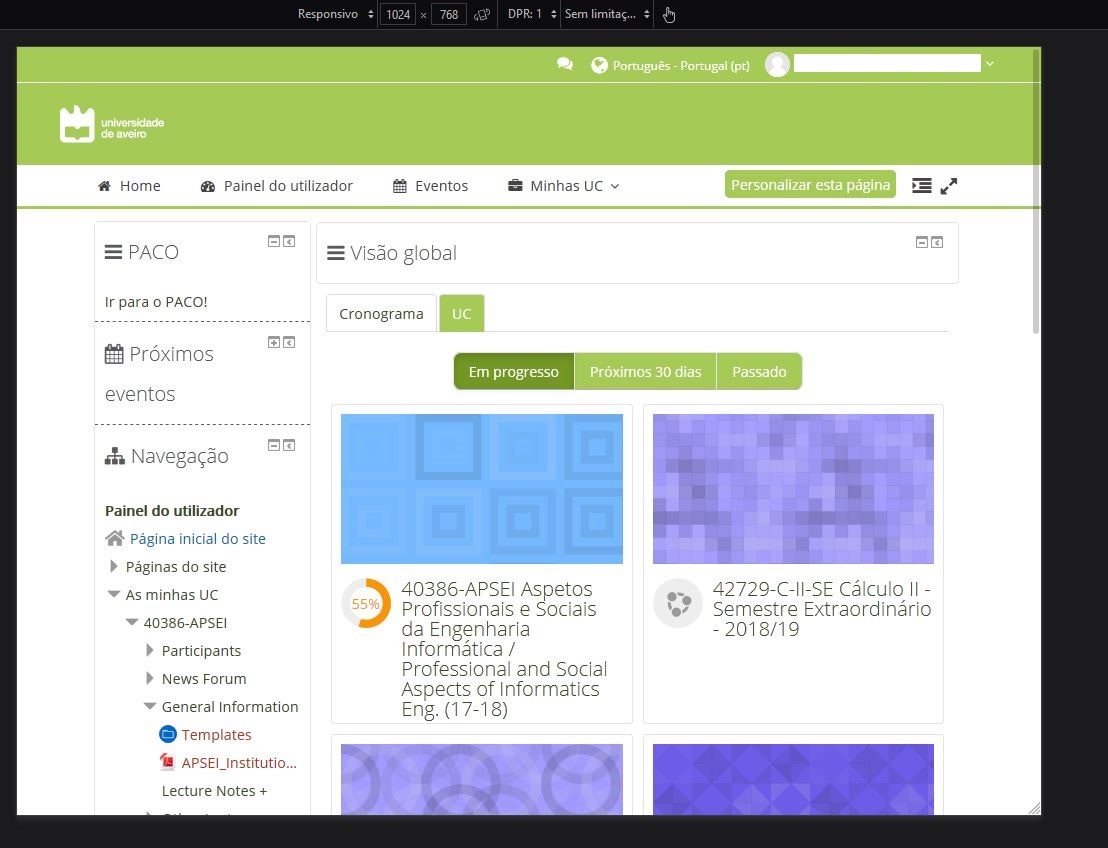 Responsivo 1024 × 768 DPR: 1 Sem limitaç...
Português - Portugal (pt)
universidade
de aveiro
Home Painel do utilizador Eventos Minhas UC Personalizar esta página
PACO
Ir para o PACO!
Próximos
eventos
Navegação
Painel do utilizador
Página inicial do site
Páginas do site
As minhas UC
40386-APSEI
Participants
News Forum
General Information
Templates
APSEI_Institutio...
Lecture Notes +
Visão global
Cronograma UC
Em progresso Próximos 30 dias Passado
55%
40386-APSEI Aspetos
Profissionais e Sociais
da Engenharia
Informática /
Professional and Social
Aspects of Informatics
Eng. (17-18)
42729-C-II-SE Cálculo II -
Semestre Extraordinário
- 2018/19